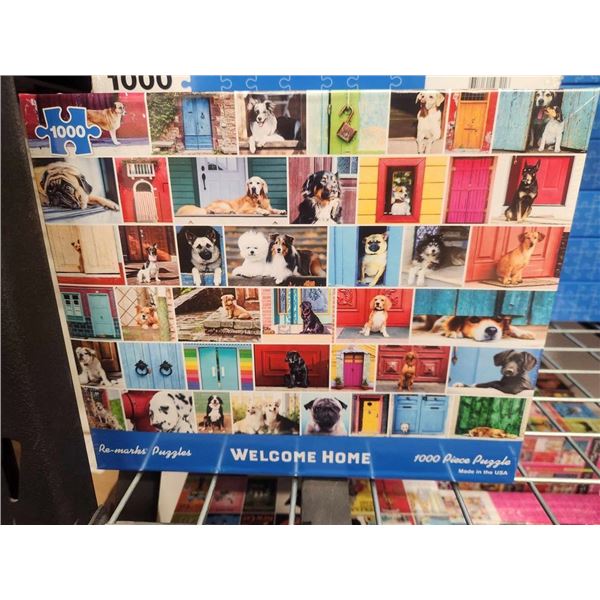 1000
1000
Re-marks Puzzles
WELCOME HOME
1000 Piece Puzzle
Made in the USA